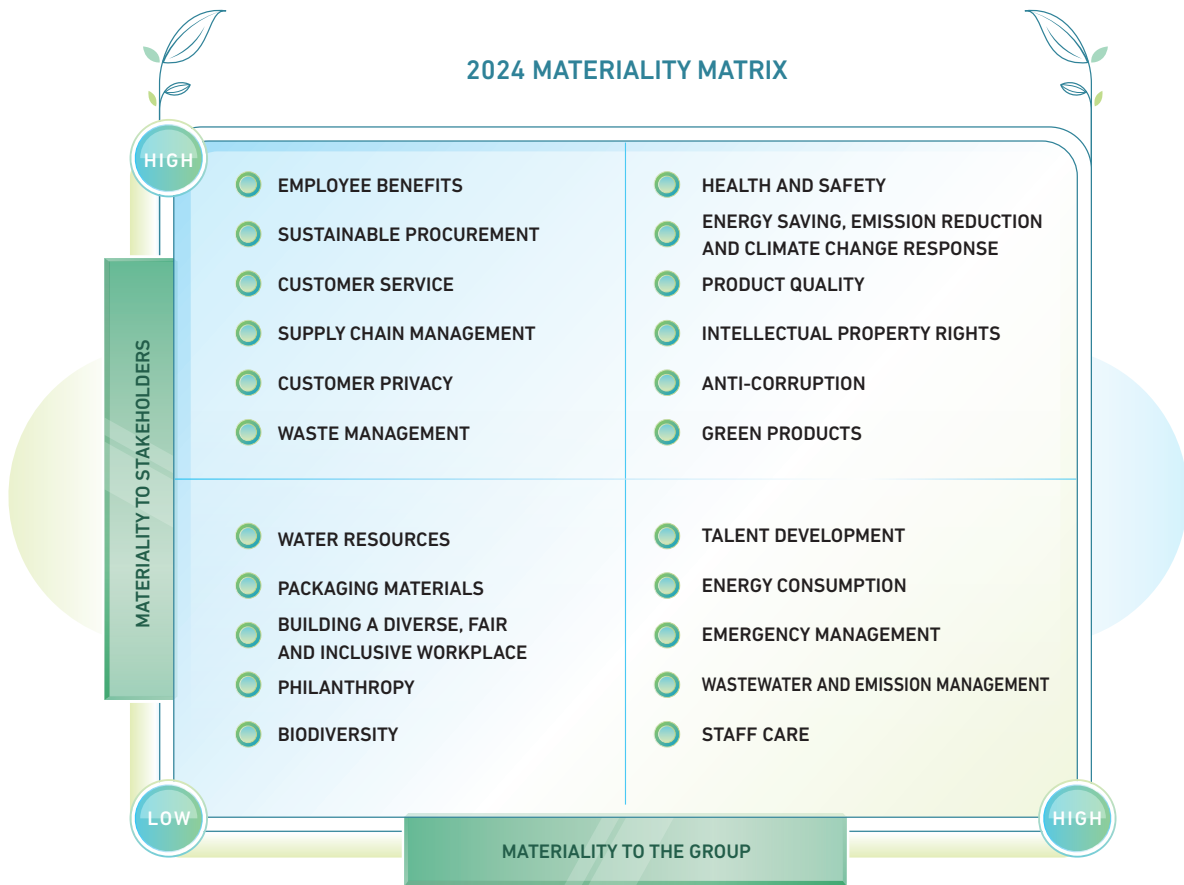 2024 MATERIALITY MATRIX
HIGH
MATERIALITY TO STAKEHOLDERS
EMPLOYEE BENEFITS
SUSTAINABLE PROCUREMENT
CUSTOMER SERVICE
SUPPLY CHAIN MANAGEMENT
CUSTOMER PRIVACY
WASTE MANAGEMENT
HEALTH AND SAFETY
ENERGY SAVING, EMISSION REDUCTION
AND CLIMATE CHANGE RESPONSE
PRODUCT QUALITY
INTELLECTUAL PROPERTY RIGHTS
ANTI-CORRUPTION
GREEN PRODUCTS
WATER RESOURCES
PACKAGING MATERIALS
BUILDING A DIVERSE, FAIR
AND INCLUSIVE WORKPLACE
PHILANTHROPY
BIODIVERSITY
TALENT DEVELOPMENT
ENERGY CONSUMPTION
EMERGENCY MANAGEMENT
WASTEWATER AND EMISSION MANAGEMENT
STAFF CARE
LOW
MATERIALITY TO THE GROUP
HIGH